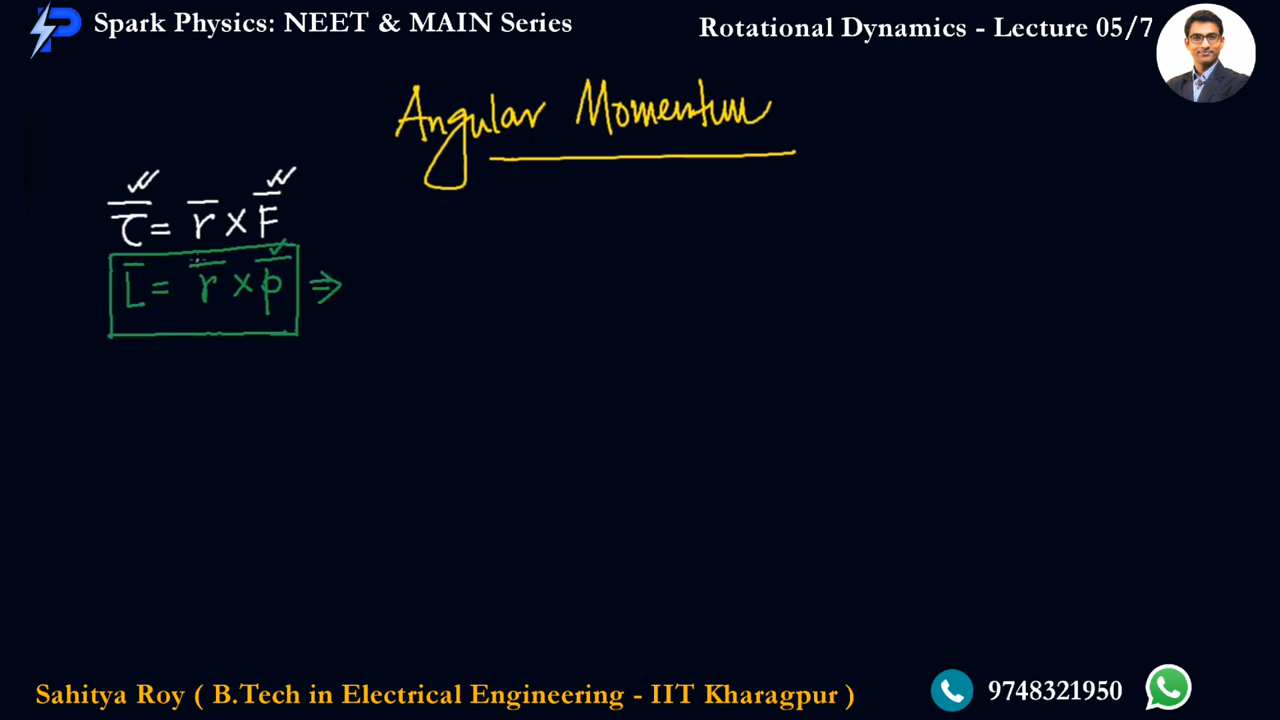 Spark Physics: NEET & MAIN Series
Rotational Dynamics - Lecture 05/7
Angular Momentum
τ̅ = r̅ × F̅
L̅ = r̅ × p̅ ⇒
Sahitya Roy ( B.Tech in Electrical Engineering - IIT Kharagpur )
9748321950